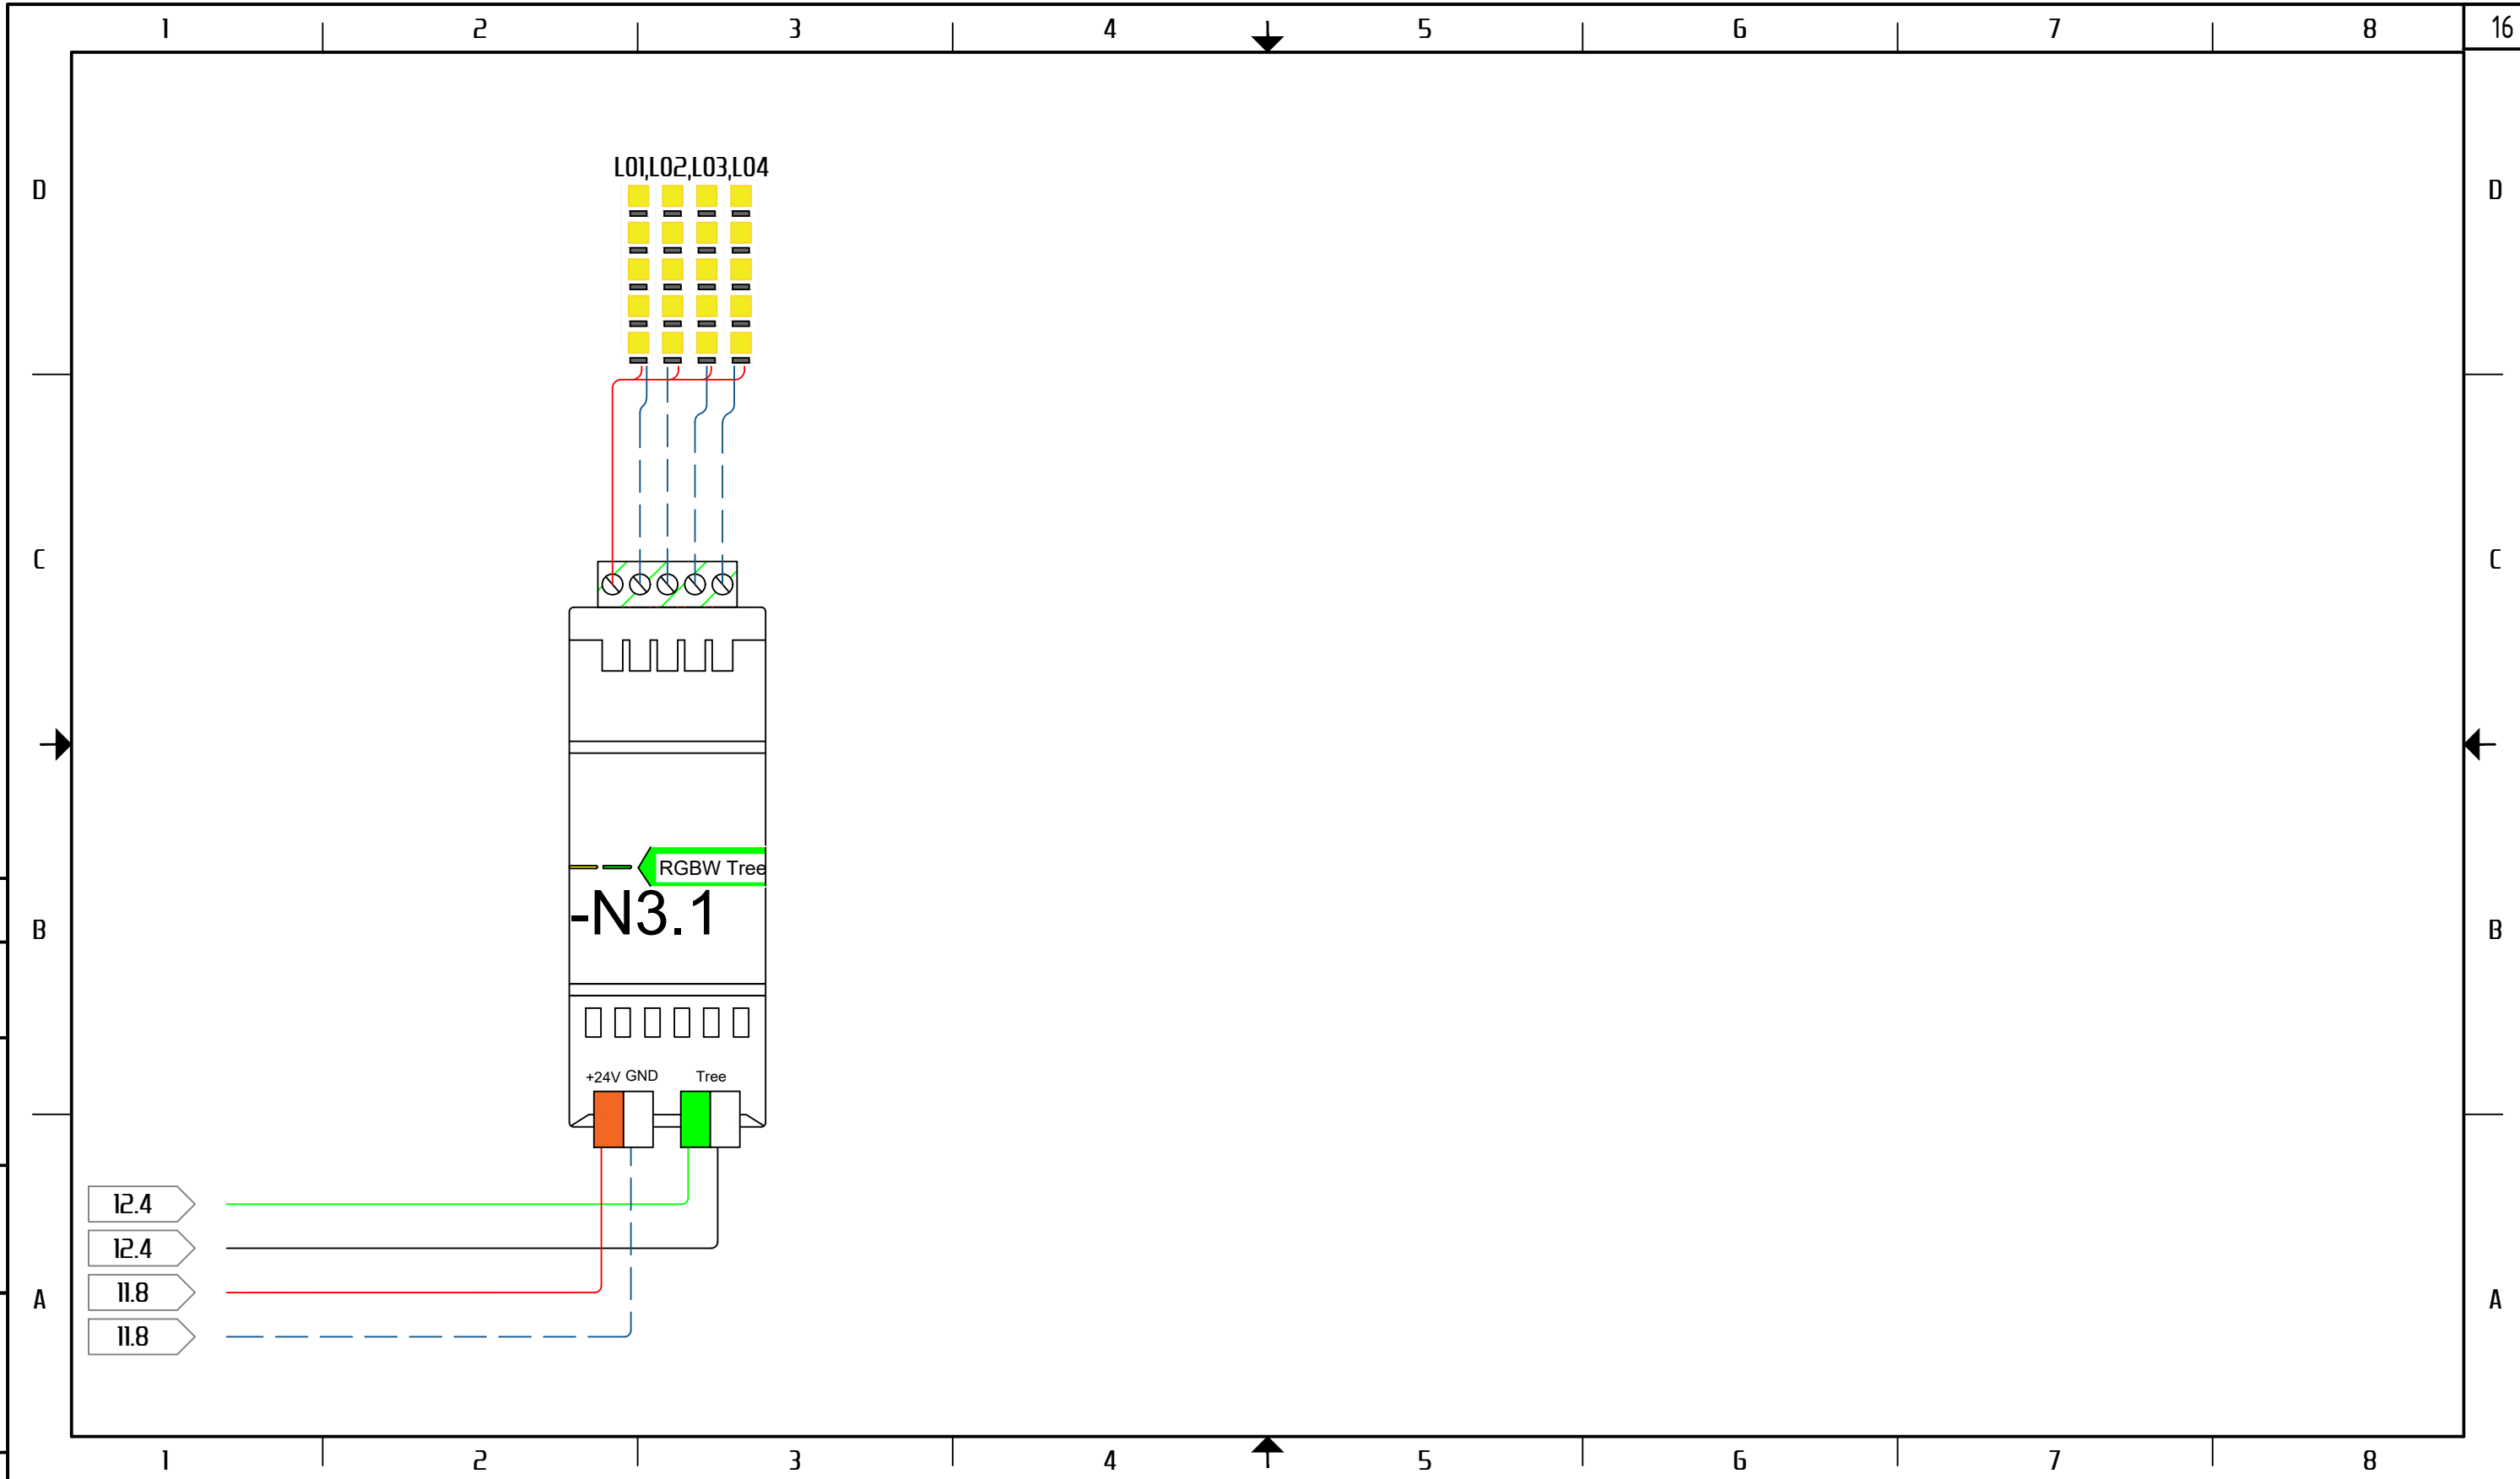 1 2 3 4 5 6 7 8 16
L01,L02,L03,L04
D D
C C
RGBW Tree
-N3.1
B B
+24V GND Tree
12.4
12.4
11.8
A A
11.8
1 2 3 4 5 6 7 8